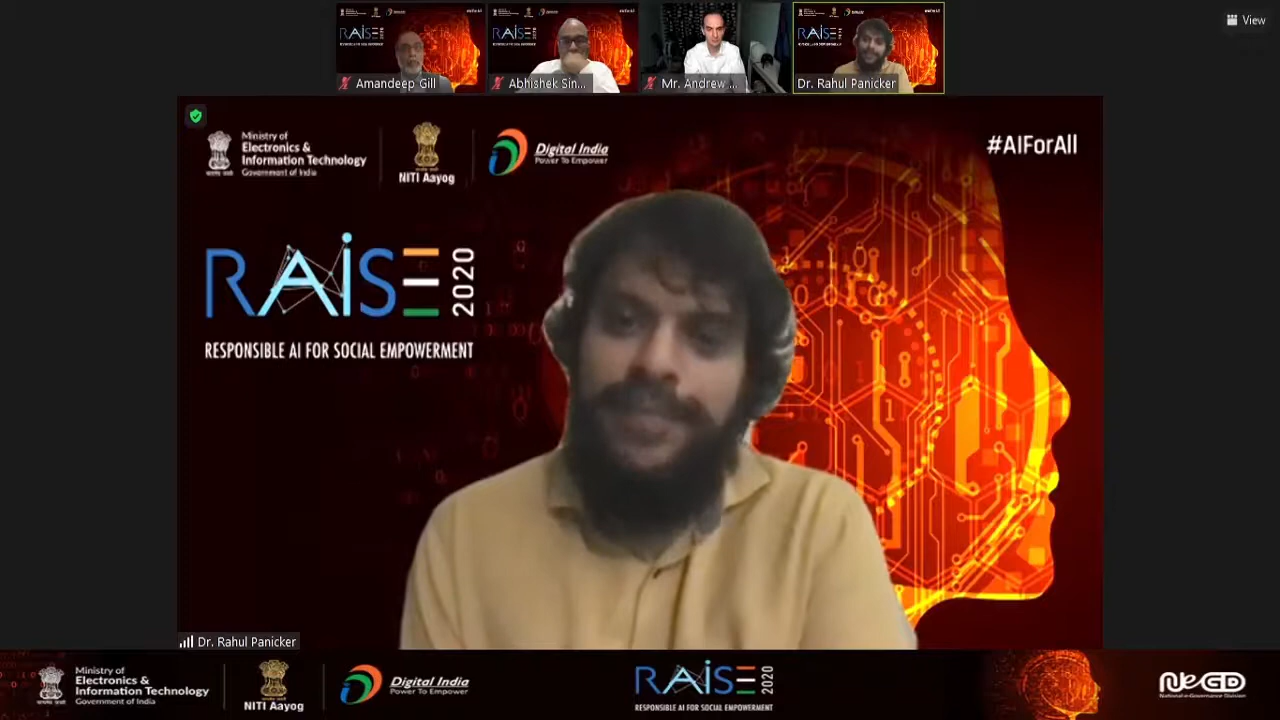 View
Amandeep Gill
Abhishek Sin...
Mr. Andrew ...
Dr. Rahul Panicker
Ministry of
Electronics &
Information Technology
Government of India
NITI Aayog
Digital India
Power To Empower
#AIForAll
RAISE 2020
RESPONSIBLE AI FOR SOCIAL EMPOWERMENT
Dr. Rahul Panicker
Ministry of
Electronics &
Information Technology
Government of India
NITI Aayog
Digital India
Power To Empower
RAISE 2020
RESPONSIBLE AI FOR SOCIAL EMPOWERMENT
NeGD
National e-Governance Division